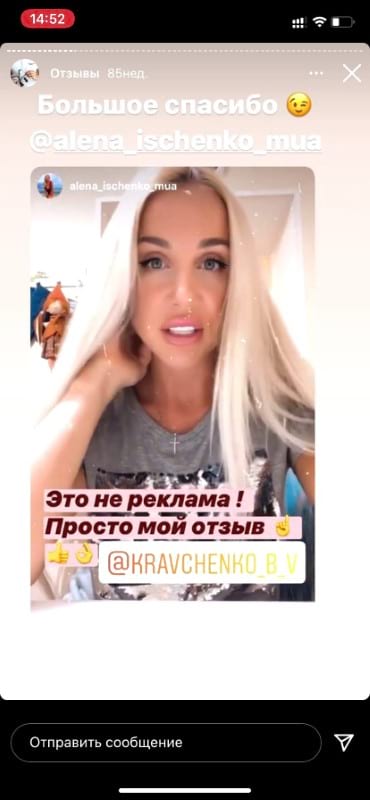 14:52
Отзывы 85нед.
Большое спасибо 😉
@alena_ischenko_mua
alena_ischenko_mua
Это не реклама !
Просто мой отзыв ☝️
👍👌 @KRAVCHENKO_B_V
Отправить сообщение